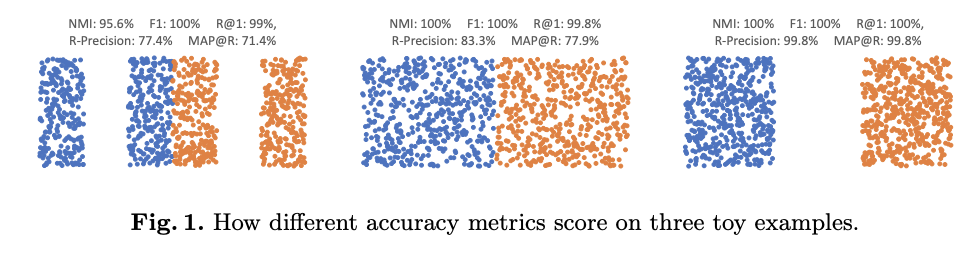 NMI: 95.6% F1: 100% R@1: 99%,
R-Precision: 77.4% MAP@R: 71.4%
NMI: 100% F1: 100% R@1: 99.8%
R-Precision: 83.3% MAP@R: 77.9%
NMI: 100% F1: 100% R@1: 100%,
R-Precision: 99.8% MAP@R: 99.8%
Fig. 1. How different accuracy metrics score on three toy examples.